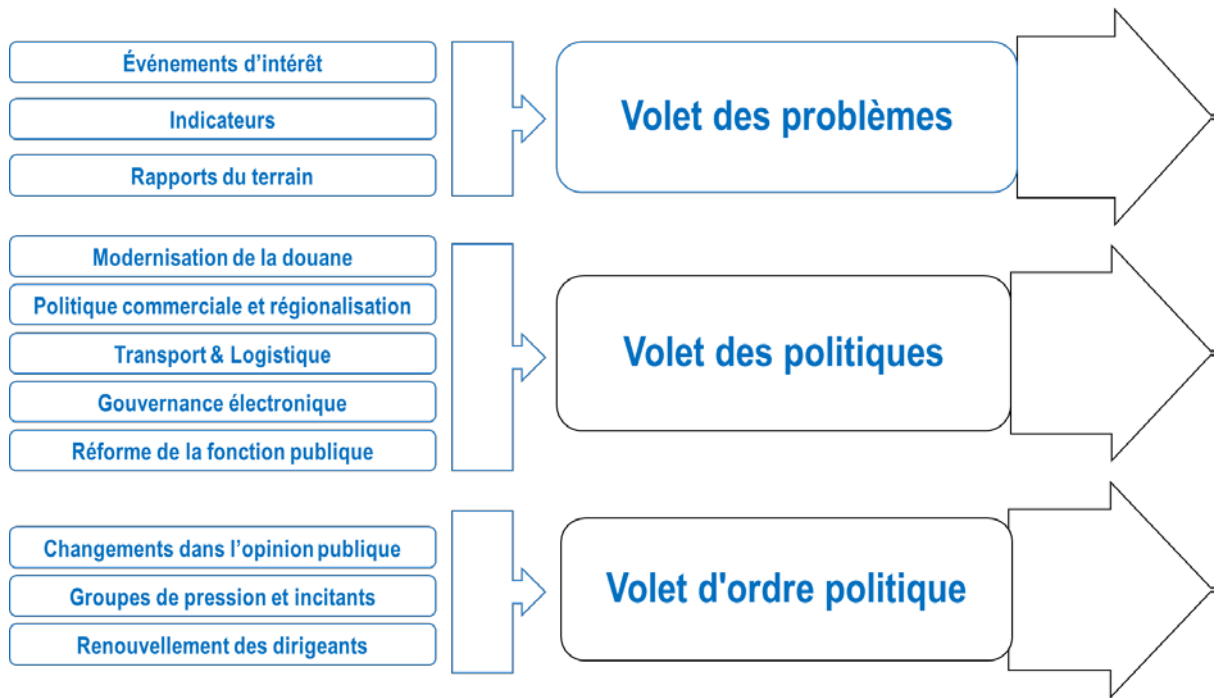 Événements d’intérêt
Indicateurs
Rapports du terrain
Volet des problèmes
Modernisation de la douane
Politique commerciale et régionalisation
Transport & Logistique
Gouvernance électronique
Réforme de la fonction publique
Volet des politiques
Changements dans l’opinion publique
Groupes de pression et incitants
Renouvellement des dirigeants
Volet d'ordre politique